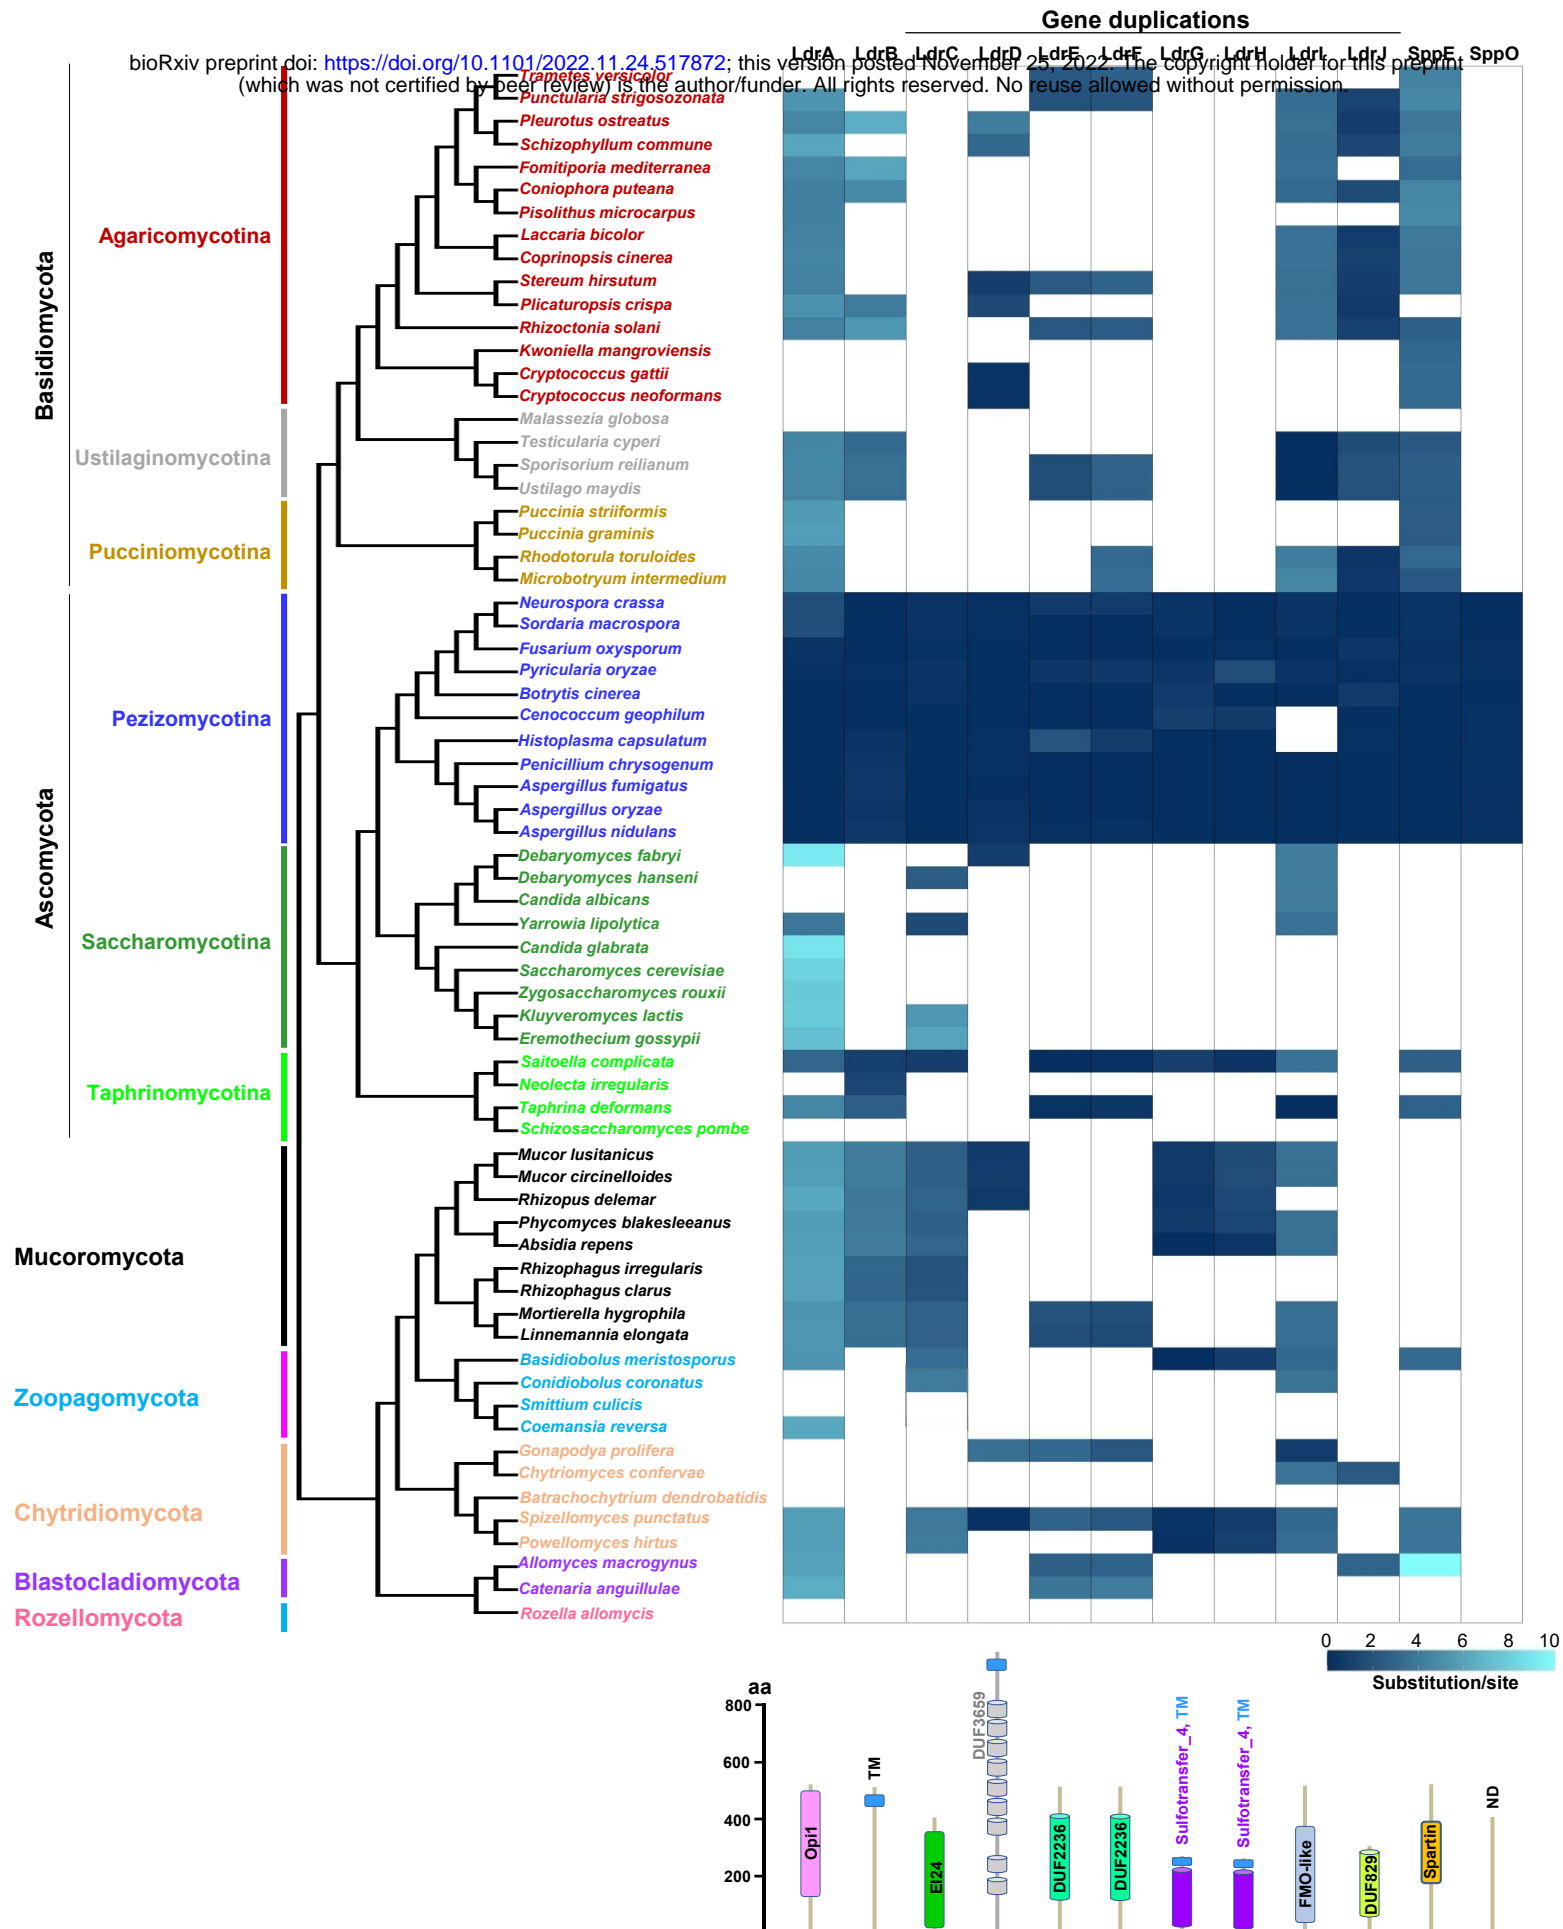 Gene duplications
LdrA LdrB LdrC LdrD LdrE LdrF LdrG LdrH LdrI LdrJ SppE SppO
bioRxiv preprint doi: https://doi.org/10.1101/2022.11.24.517872; this version posted November 25, 2022. The copyright holder for this preprint
(which was not certified by peer review) is the author/funder. All rights reserved. No reuse allowed without permission.
Trametes versicolor
Punctularia strigosozonata
Pleurotus ostreatus
Schizophyllum commune
Fomitiporia mediterranea
Coniophora puteana
Pisolithus microcarpus
Agaricomycotina
Laccaria bicolor
Coprinopsis cinerea
Stereum hirsutum
Plicaturopsis crispa
Rhizoctonia solani
Basidiomycota
Kwoniella mangroviensis
Cryptococcus gattii
Cryptococcus neoformans
Malassezia globosa
Testicularia cyperi
Ustilaginomycotina
Sporisorium reilianum
Ustilago maydis
Puccinia striiformis
Puccinia graminis
Pucciniomycotina
Rhodotorula toruloides
Microbotryum intermedium
Neurospora crassa
Sordaria macrospora
Fusarium oxysporum
Pyricularia oryzae
Botrytis cinerea
Pezizomycotina
Cenococcum geophilum
Histoplasma capsulatum
Penicillium chrysogenum
Aspergillus fumigatus
Aspergillus oryzae
Aspergillus nidulans
Ascomycota
Debaryomyces fabryi
Debaryomyces hanseni
Candida albicans
Yarrowia lipolytica
Saccharomycotina
Candida glabrata
Saccharomyces cerevisiae
Zygosaccharomyces rouxii
Kluyveromyces lactis
Eremothecium gossypii
Saitoella complicata
Neolecta irregularis
Taphrinomycotina
Taphrina deformans
Schizosaccharomyces pombe
Mucor lusitanicus
Mucor circinelloides
Rhizopus delemar
Phycomyces blakesleeanus
Absidia repens
Mucoromycota
Rhizophagus irregularis
Rhizophagus clarus
Mortierella hygrophila
Linnemannia elongata
Basidiobolus meristosporus
Conidiobolus coronatus
Zoopagomycota
Smittium culicis
Coemansia reversa
Gonapodya prolifera
Chytriomyces confervae
Batrachochytrium dendrobatidis
Chytridiomycota
Spizellomyces punctatus
Powellomyces hirtus
Allomyces macrogynus
Blastocladiomycota
Catenaria anguillulae
Rozellomycota
Rozella allomycis
0 2 4 6 8 10
Substitution/site
aa
800
600
400
200
Opi1
TM
EI24
DUF3659
DUF2236
DUF2236
Sulfotransfer_4, TM
Sulfotransfer_4, TM
FMO-like
DUF829
Spartin
ND